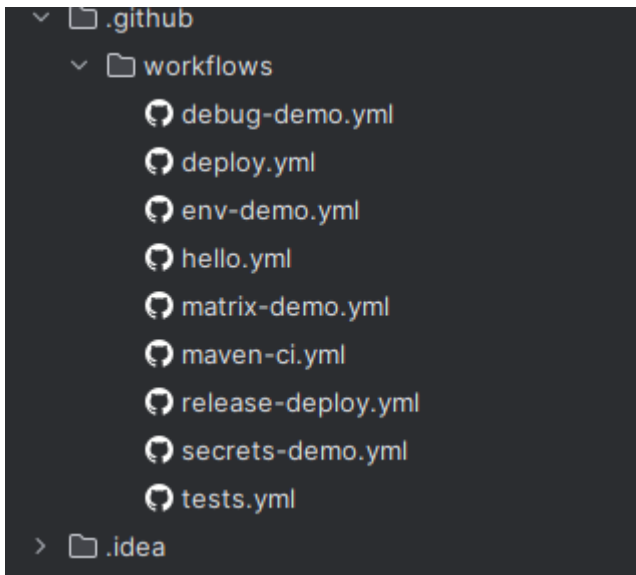 .github
workflows
debug-demo.yml
deploy.yml
env-demo.yml
hello.yml
matrix-demo.yml
maven-ci.yml
release-deploy.yml
secrets-demo.yml
tests.yml
.idea